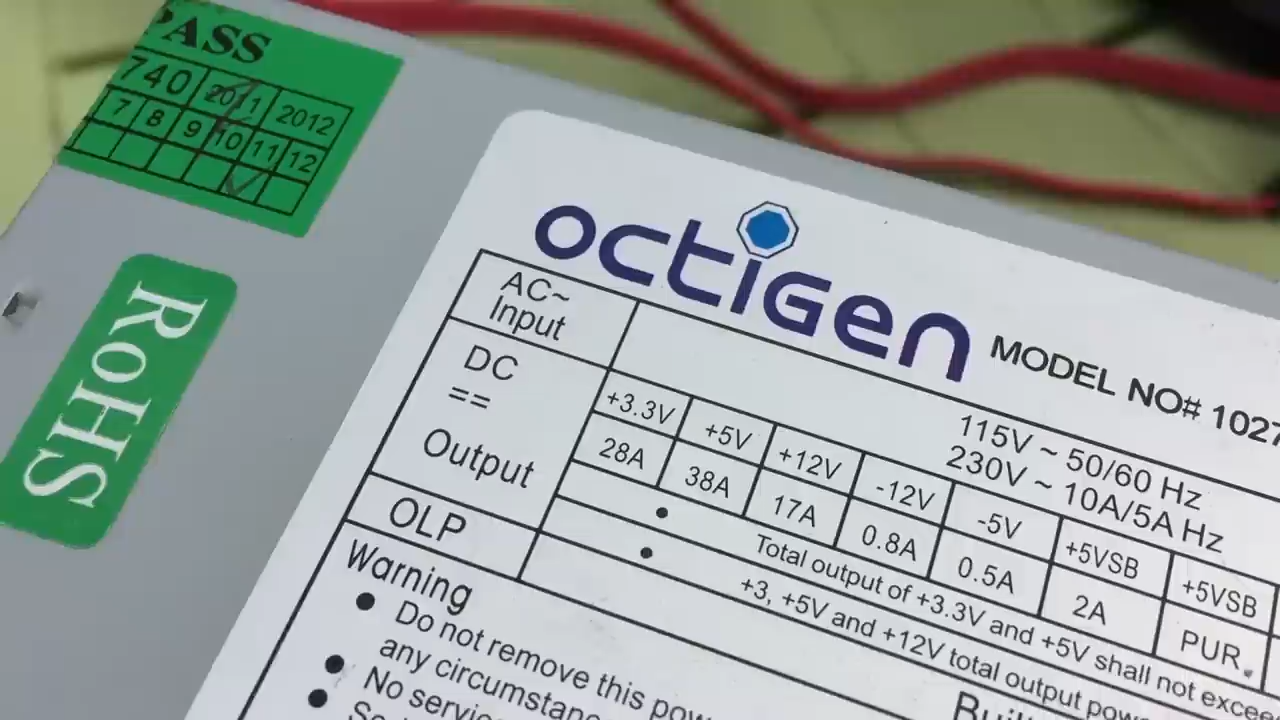 PASS
740 2011 2012
7 8 9 10 11 12
RoHS
octigen
MODEL NO# 1027
AC~
Input
115V ~ 50/60 Hz
230V ~ 10A/5A Hz
DC
==
Output
+3.3V +5V +12V -12V -5V +5VSB +5VSB
28A 38A 17A 0.8A 0.5A 2A PUR.
• Total output of +3.3V and +5V shall not excee
• +3, +5V and +12V total output pow
OLP
Warning
• Do not remove this pow
any circumstan
• No servic